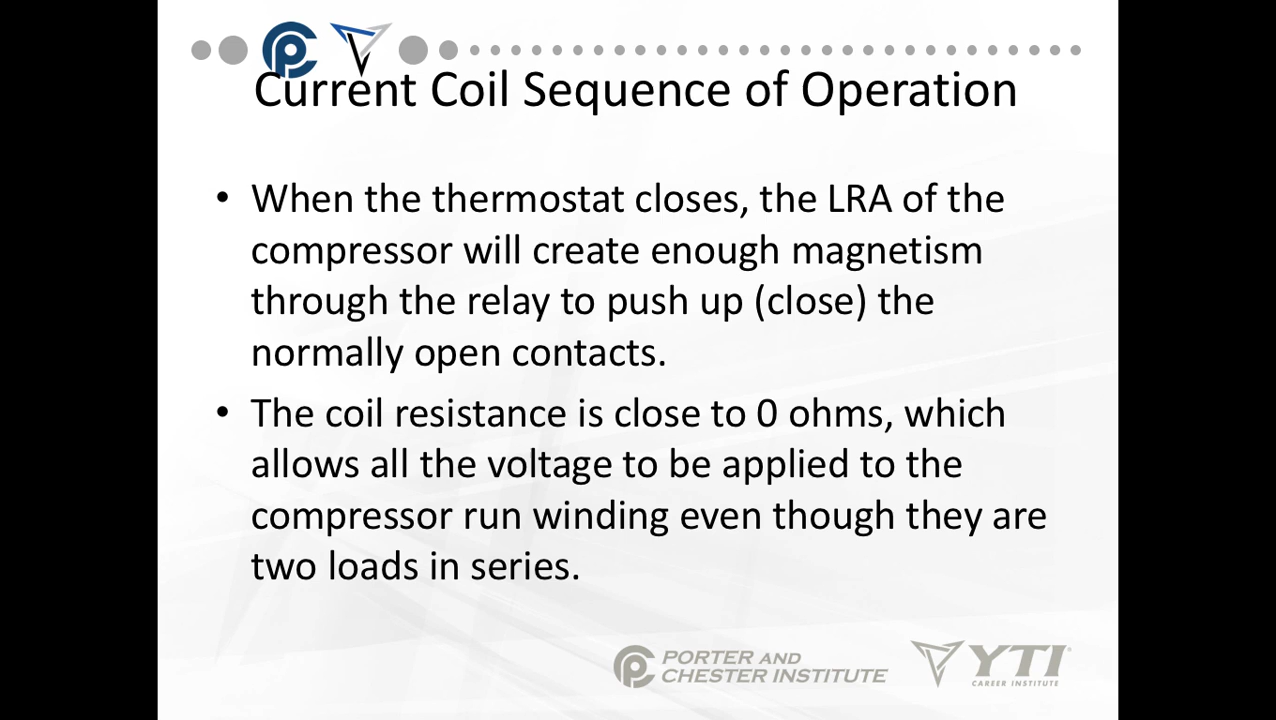 Current Coil Sequence of Operation
• When the thermostat closes, the LRA of the
compressor will create enough magnetism
through the relay to push up (close) the
normally open contacts.
• The coil resistance is close to 0 ohms, which
allows all the voltage to be applied to the
compressor run winding even though they are
two loads in series.
PORTER AND
CHESTER INSTITUTE
YTI
CAREER INSTITUTE